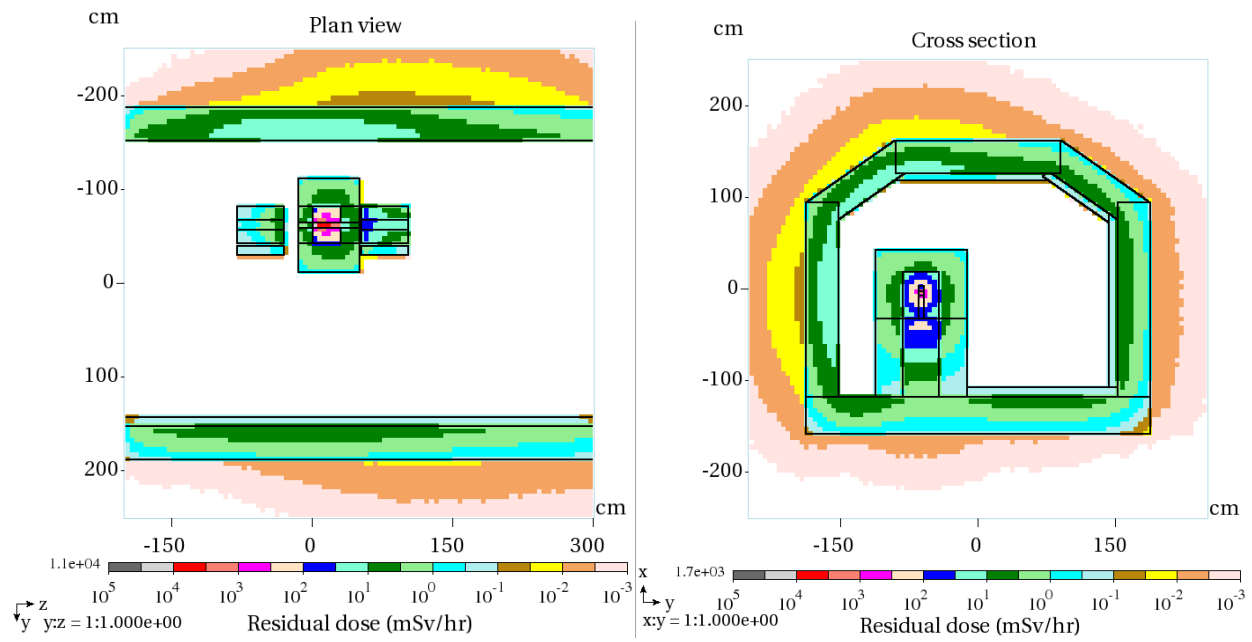 cm
Plan view
-200
-100
0
100
200
cm
-150
0
150
300
1.1e+04
10^5 10^4 10^3 10^2 10^1 10^0 10^-1 10^-2 10^-3
z
y y:z = 1:1.000e+00
Residual dose (mSv/hr)
cm
Cross section
200
100
0
-100
-200
cm
-150
0
150
1.7e+03
10^5 10^4 10^3 10^2 10^1 10^0 10^-1 10^-2 10^-3
x
y
x:y = 1:1.000e+00
Residual dose (mSv/hr)